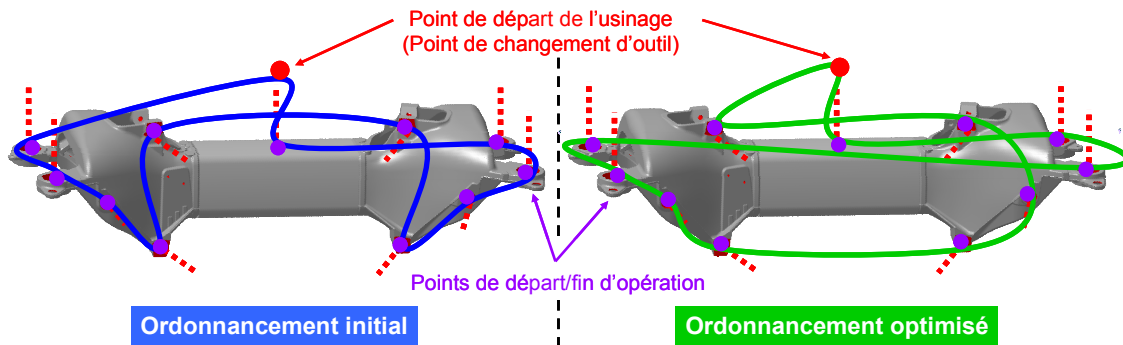 Point de départ de l'usinage
(Point de changement d'outil)
Points de départ/fin d'opération
Ordonnancement initial
Ordonnancement optimisé